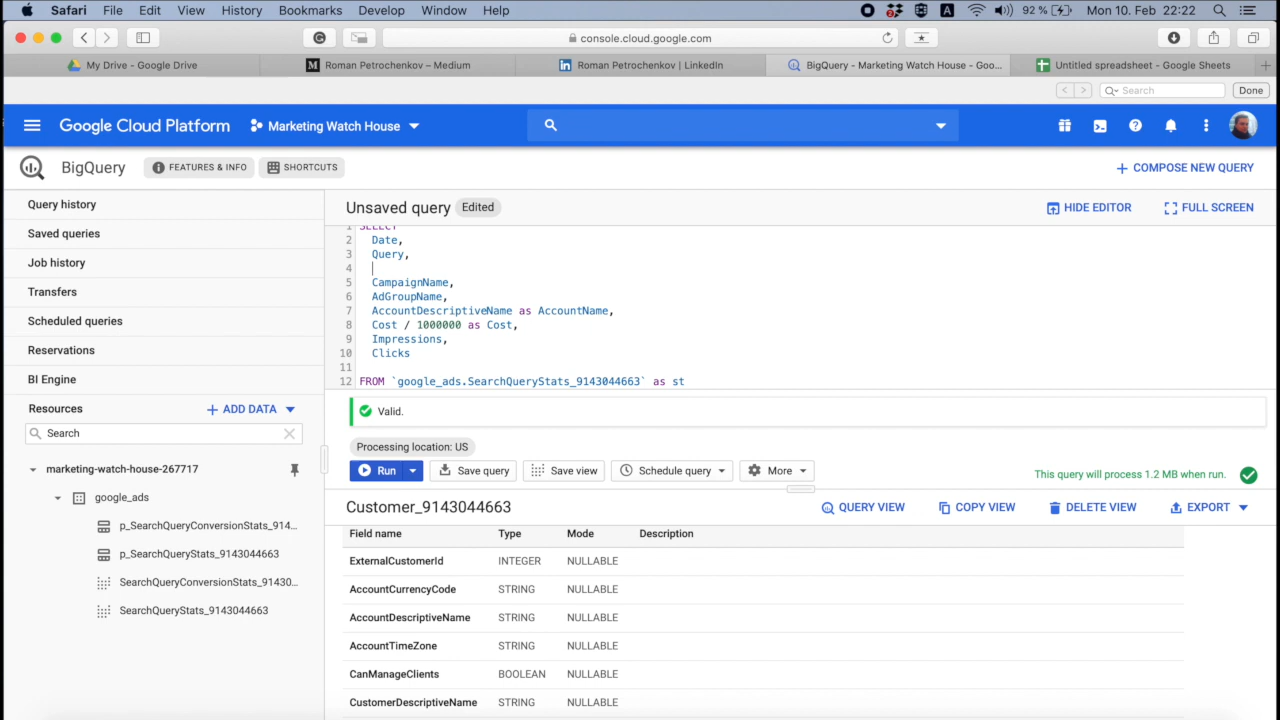 Safari File Edit View History Bookmarks Develop Window Help 2 A 92 % Mon 10. Feb 22:22
console.cloud.google.com
My Drive - Google Drive
Roman Petrochenkov – Medium
Roman Petrochenkov | LinkedIn
BigQuery - Marketing Watch House - Goo...
Untitled spreadsheet - Google Sheets
Search Done
Google Cloud Platform Marketing Watch House
BigQuery FEATURES & INFO SHORTCUTS COMPOSE NEW QUERY
Query history
Saved queries
Job history
Transfers
Scheduled queries
Reservations
BI Engine
Resources ADD DATA
Search
marketing-watch-house-267717
google_ads
p_SearchQueryConversionStats_914...
p_SearchQueryStats_9143044663
SearchQueryConversionStats_91430...
SearchQueryStats_9143044663
Unsaved query Edited HIDE EDITOR FULL SCREEN
1 SELECT
2 Date,
3 Query,
4
5 CampaignName,
6 AdGroupName,
7 AccountDescriptiveName as AccountName,
8 Cost / 1000000 as Cost,
9 Impressions,
10 Clicks
11
12 FROM `google_ads.SearchQueryStats_9143044663` as st
Valid.
Processing location: US
Run Save query Save view Schedule query More This query will process 1.2 MB when run.
Customer_9143044663 QUERY VIEW COPY VIEW DELETE VIEW EXPORT
Field name Type Mode Description
ExternalCustomerId INTEGER NULLABLE
AccountCurrencyCode STRING NULLABLE
AccountDescriptiveName STRING NULLABLE
AccountTimeZone STRING NULLABLE
CanManageClients BOOLEAN NULLABLE
CustomerDescriptiveName STRING NULLABLE